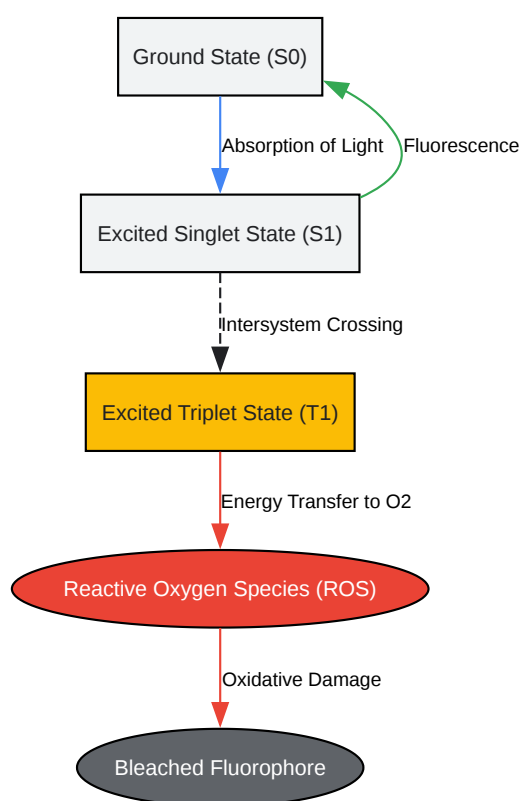 Ground State (S0)
Absorption of Light
Fluorescence
Excited Singlet State (S1)
Intersystem Crossing
Excited Triplet State (T1)
Energy Transfer to O2
Reactive Oxygen Species (ROS)
Oxidative Damage
Bleached Fluorophore